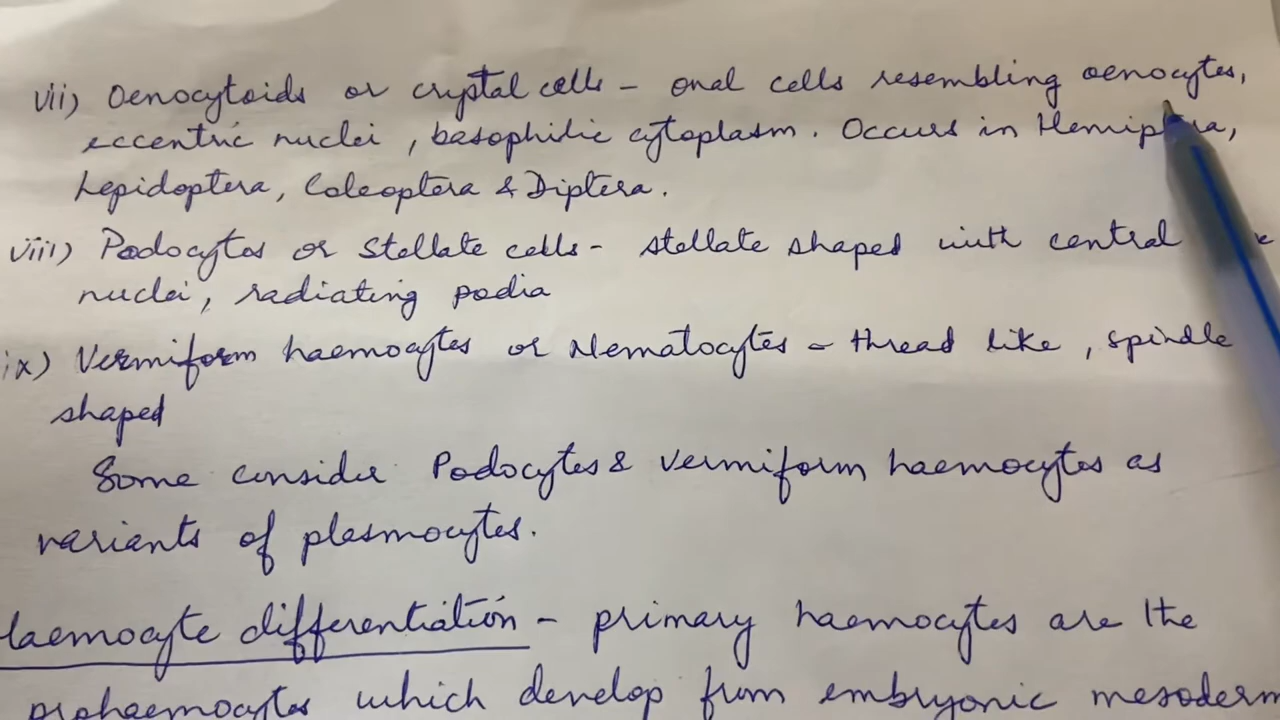 vii) Oenocytoids or crystal cells - oval cells resembling oenocytes,
eccentric nuclei, basophilic cytoplasm. Occurs in
Lepidoptera, Coleoptera & Diptera.
viii) Podocytes or Stellate cells - stellate shaped with central
nuclei, radiating podia
ix) Vermiform haemocytes or Nematocytes - thread like, spindle
shaped
Some consider Podocytes & Vermiform haemocytes as
variants of plasmocytes.
haemocyte differentiation - primary haemocytes are the
prohaemocytes which develop from embryonic mesoderm